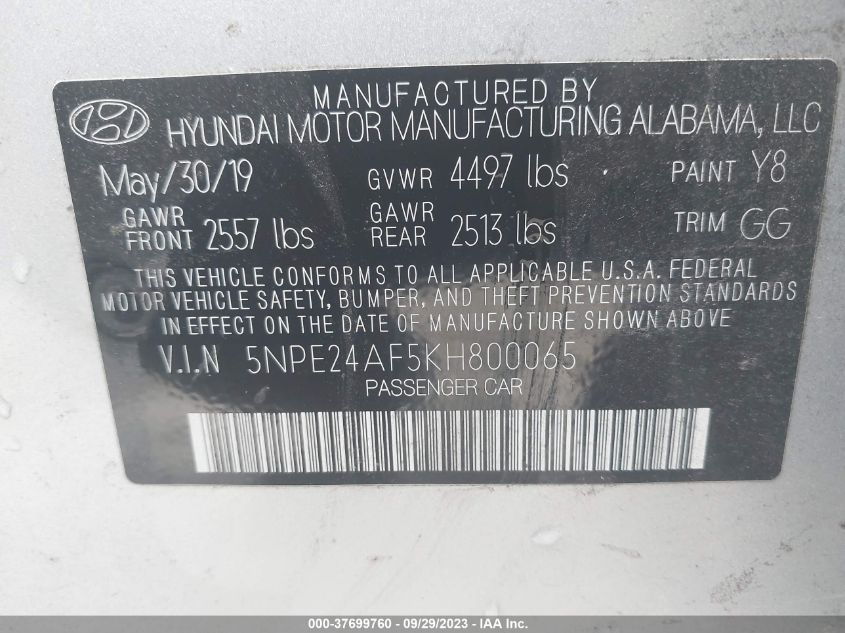 MANUFACTURED BY
HYUNDAI MOTOR MANUFACTURING ALABAMA, LLC
May/30/19 GVWR 4497 lbs PAINT Y8
GAWR FRONT 2557 lbs GAWR REAR 2513 lbs TRIM GG
THIS VEHICLE CONFORMS TO ALL APPLICABLE U.S.A. FEDERAL
MOTOR VEHICLE SAFETY, BUMPER, AND THEFT PREVENTION STANDARDS
IN EFFECT ON THE DATE OF MANUFACTURE SHOWN ABOVE.
V.I.N 5NPE24AF5KH800065
PASSENGER CAR
000-37699760 - 09/29/2023 - IAA Inc.